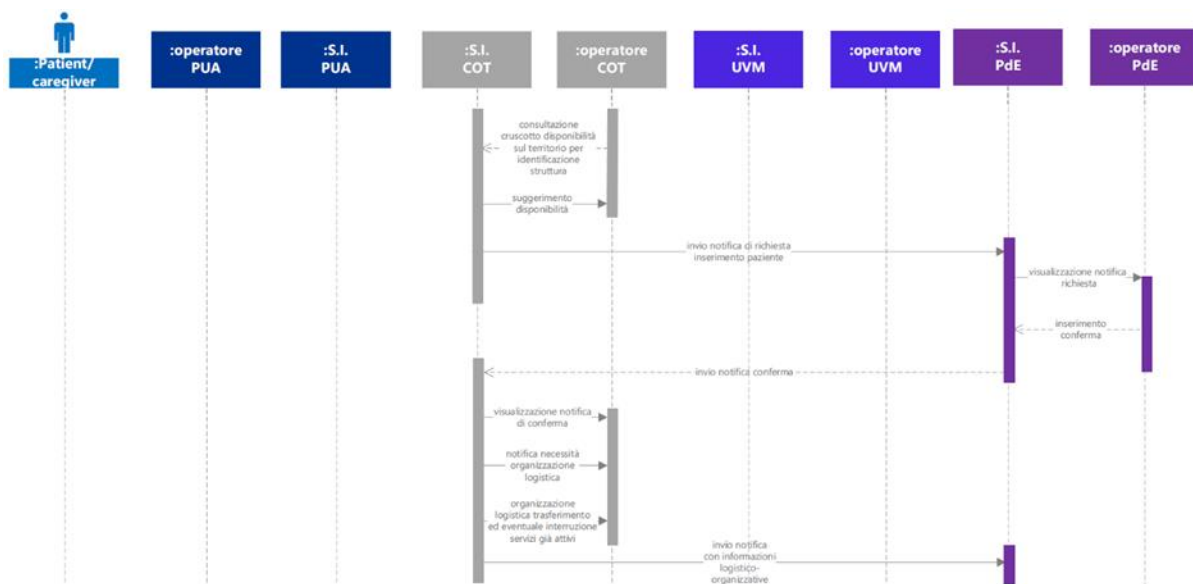 :Patient/
caregiver
:operatore
PUA
:S.I.
PUA
:S.I.
COT
:operatore
COT
:S.I.
UVM
:operatore
UVM
:S.I.
PdE
:operatore
PdE
consultazione
cruscotto disponibilità
sul territorio per
identificazione
struttura
suggerimento
disponibilità
invio notifica di richiesta
inserimento paziente
visualizzazione notifica
richiesta
inserimento
conferma
invio notifica conferma
visualizzazione notifica
di conferma
notifica necessità
organizzazione
logistica
organizzazione
logistica trasferimento
ed eventuale interruzione
servizi già attivi
invio notifica
con informazioni
logistico-
organizzative